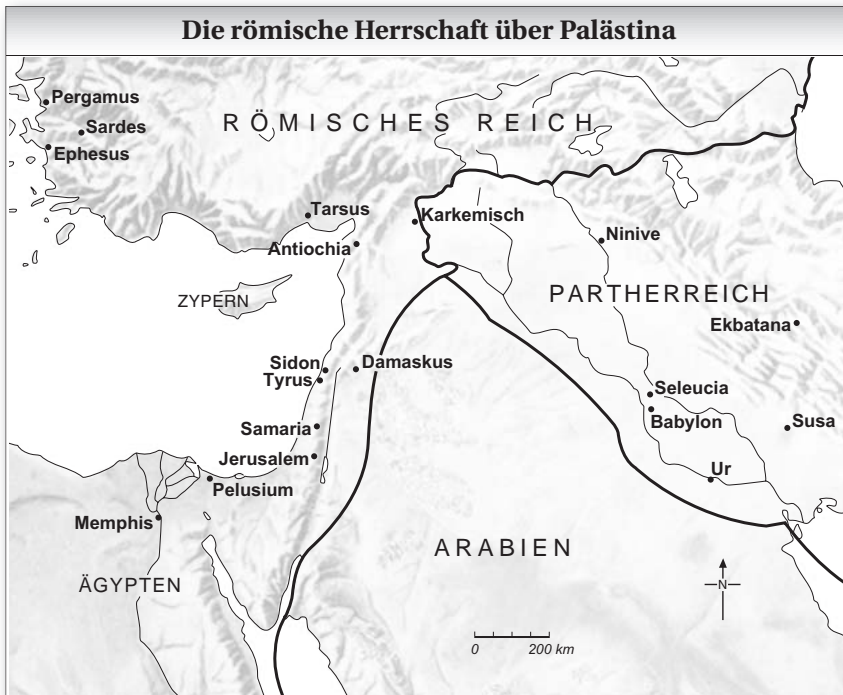 Die römische Herrschaft über Palästina
Pergamus
Sardes
Ephesus
RÖMISCHES REICH
Tarsus
Karkemisch
Antiochia
Ninive
ZYPERN
PARTHERREICH
Ekbatana
Sidon
Damaskus
Tyrus
Seleucia
Babylon
Susa
Samaria
Jerusalem
Ur
Pelusium
Memphis
ARABIEN
ÄGYPTEN
N
0 200 km